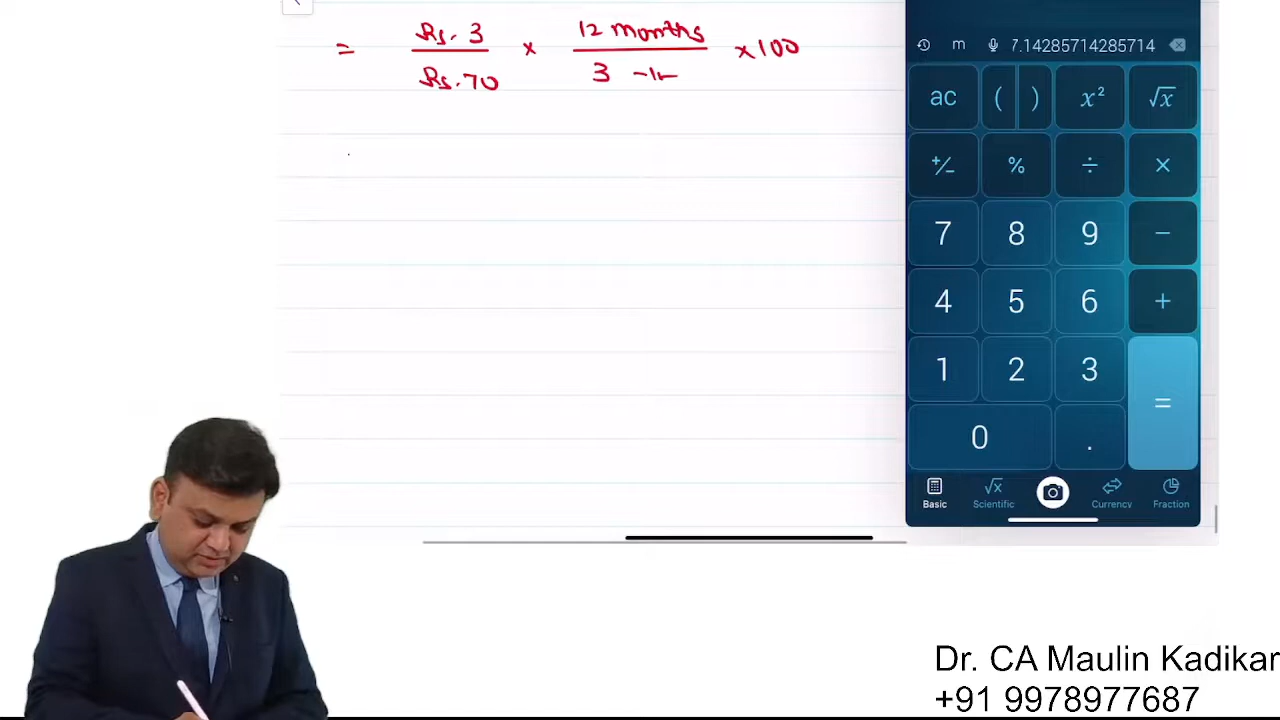 = Rs. 3 × 12 months × 100
Rs. 70 3
m 7.14285714285714
ac ( ) x² √x
+/− % ÷ ×
7 8 9 −
4 5 6 +
1 2 3 =
0 .
Basic √x Scientific Currency Fraction
Dr. CA Maulin Kadikar
+91 9978977687